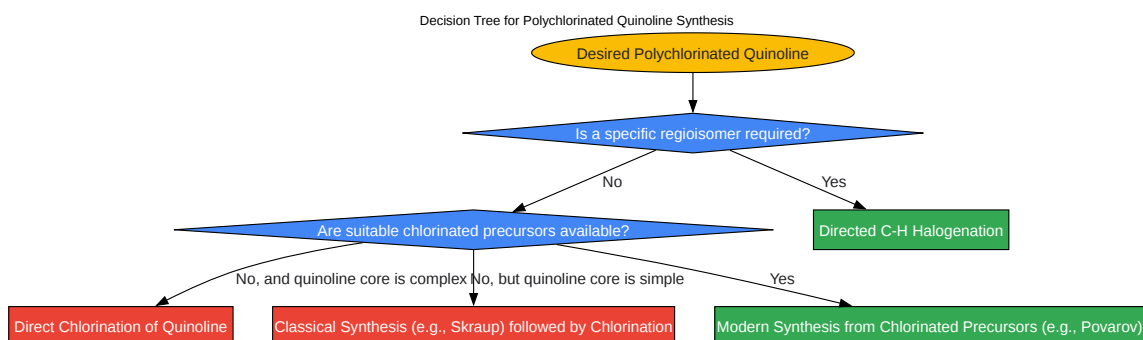 Decision Tree for Polychlorinated Quinoline Synthesis
Desired Polychlorinated Quinoline
Is a specific regioisomer required?
No
Yes
Are suitable chlorinated precursors available?
Directed C-H Halogenation
No, and quinoline core is complex
No, but quinoline core is simple
Yes
Direct Chlorination of Quinoline
Classical Synthesis (e.g., Skraup) followed by Chlorination
Modern Synthesis from Chlorinated Precursors (e.g., Povarov)